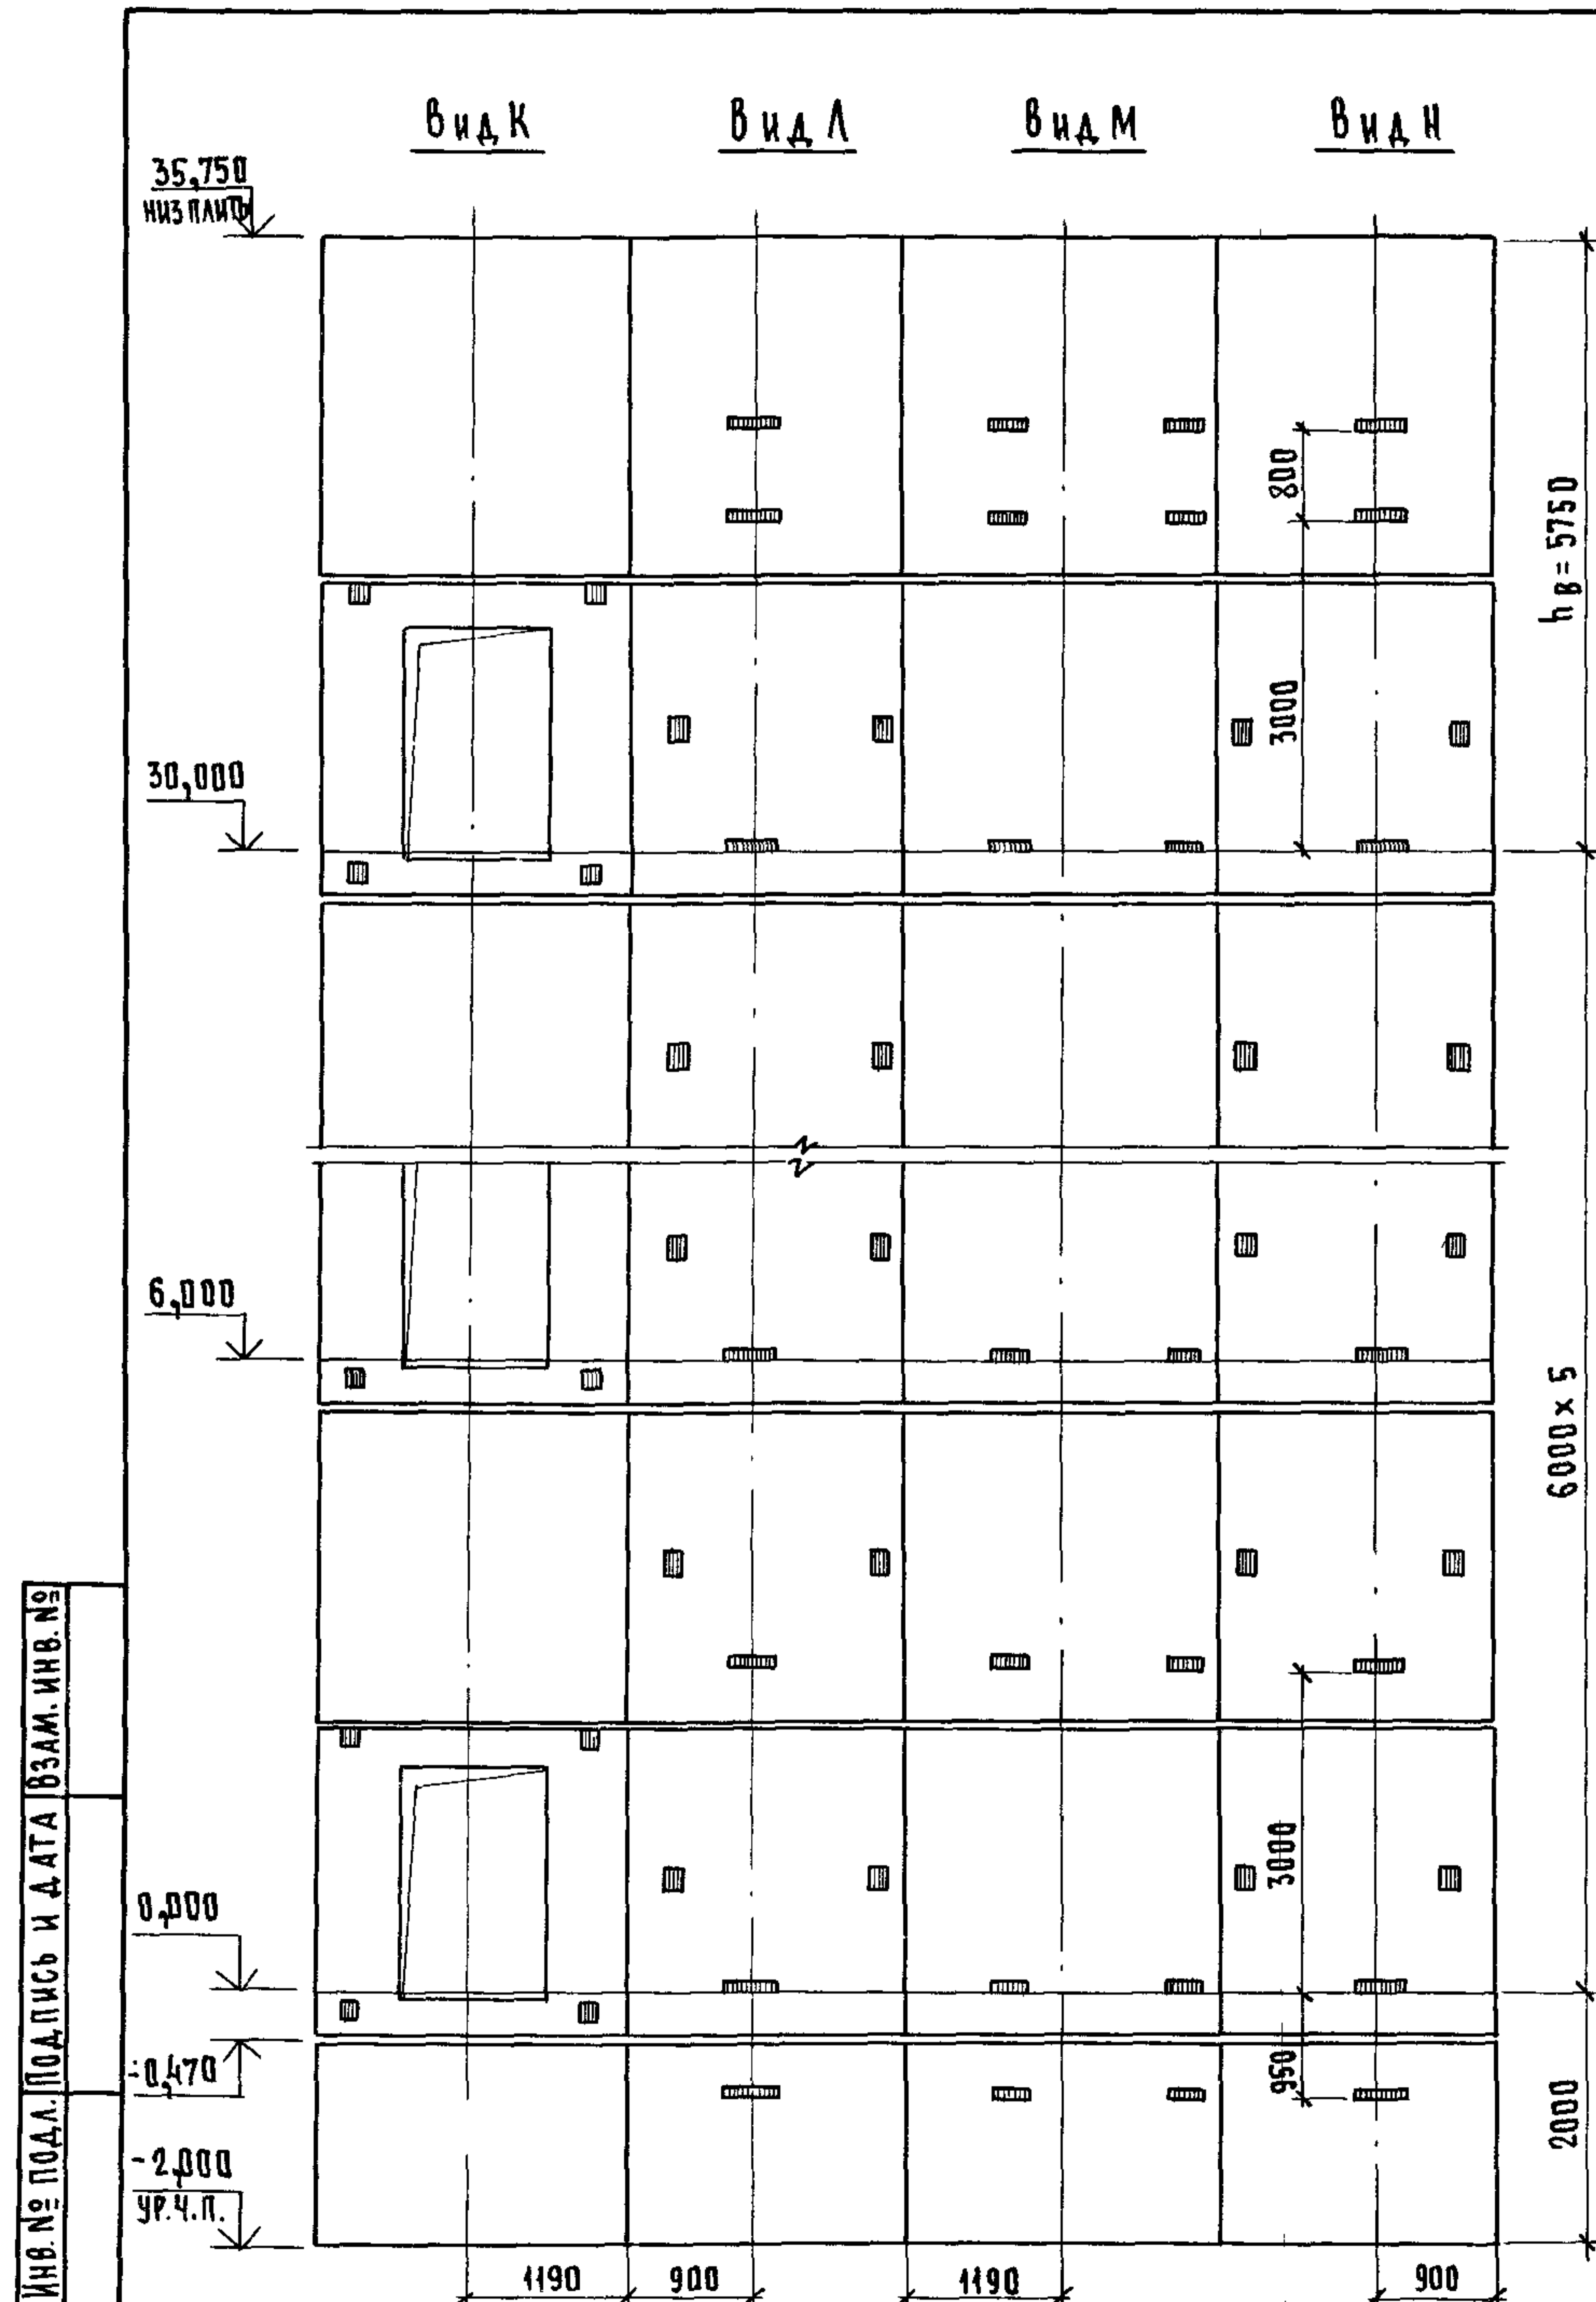 Вид К
Вид Л
Вид М
Вид Н
35,750
НИЗ ПЛИТЫ
800
hВ = 5750
3000
30,000
6,000
6000 х 5
3000
0,000
-0,470
950
2000
-2,000
УР.Ч.П.
1190
900
1190
900
ВЗАМ. ИНВ. №
ПОДПИСЬ И ДАТА
ИНВ. № ПОДЛ.